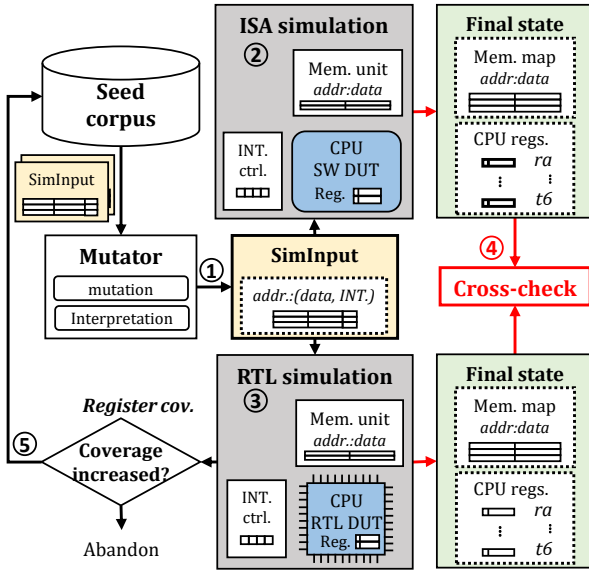 Seed
corpus
SimInput
Mutator
mutation
Interpretation
①
ISA simulation
②
Mem. unit
addr:data
INT.
ctrl.
CPU
SW DUT
Reg.
SimInput
addr.:(data, INT.)
RTL simulation
③
Mem. unit
addr.:data
INT.
ctrl.
CPU
RTL DUT
Reg.
Final state
Mem. map
addr:data
CPU regs.
ra
⋮ ⋮
t6
④
Cross-check
Final state
Mem. map
addr:data
CPU regs.
ra
⋮ ⋮
t6
Register cov.
⑤
Coverage
increased?
Abandon